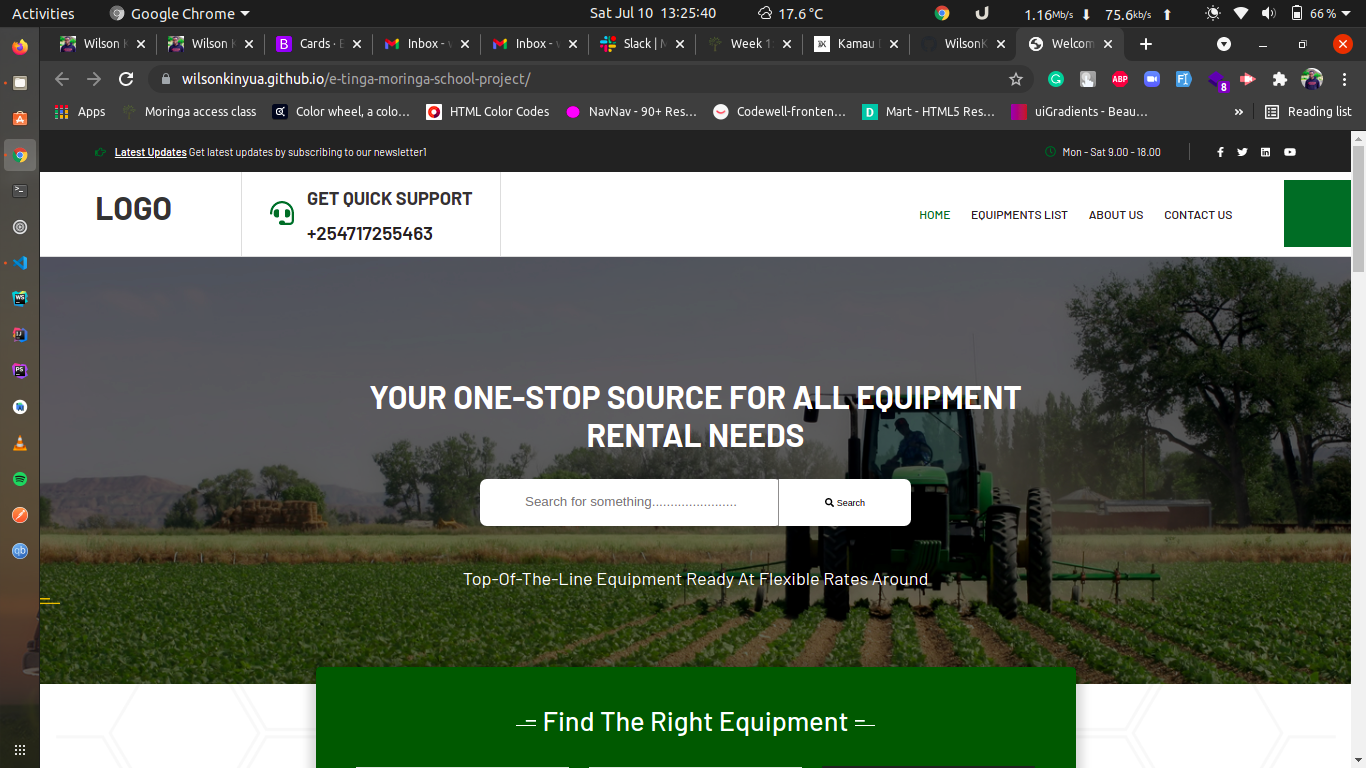 Activities Google Chrome Sat Jul 10 13:25:40 17.6 °C 1.16Mb/s 75.6kb/s 66 %
Wilson K Wilson K Cards · B Inbox - Inbox - Slack | M Week 1 Kamau WilsonK Welcom
wilsonkinyua.github.io/e-tinga-moringa-school-project/ ABP 8
Apps Moringa access class Color wheel, a colo… HTML Color Codes NavNav - 90+ Res… Codewell-fronten… Mart - HTML5 Res… uiGradients - Beau… » Reading list
Latest Updates Get latest updates by subscribing to our newsletter1 Mon - Sat 9.00 - 18.00
LOGO
GET QUICK SUPPORT
+254717255463
HOME EQUIPMENTS LIST ABOUT US CONTACT US
YOUR ONE-STOP SOURCE FOR ALL EQUIPMENT
RENTAL NEEDS
Search for something....................... Search
Top-Of-The-Line Equipment Ready At Flexible Rates Around
Find The Right Equipment